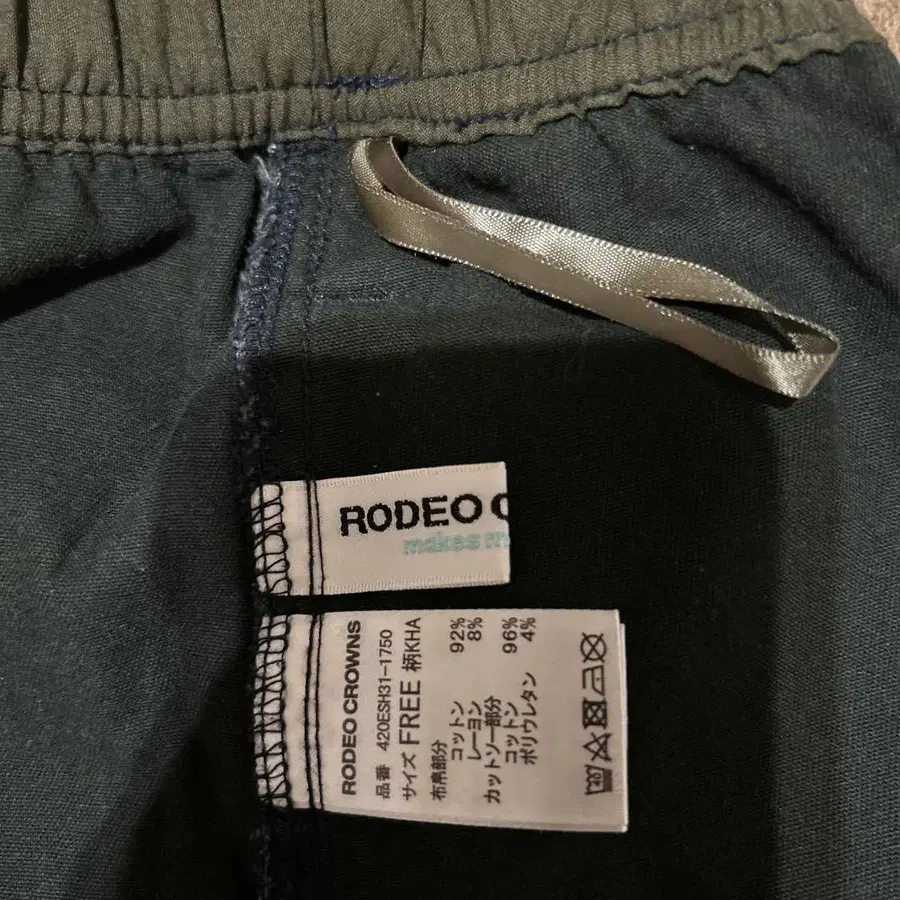 RODEO C
makes m
RODEO CROWNS
品番 420ESH31-1750
サイズ FREE 柄KHA
布帛部分
コットン 92%
レーヨン 8%
カットソー部分
コットン 96%
ポリウレタン 4%